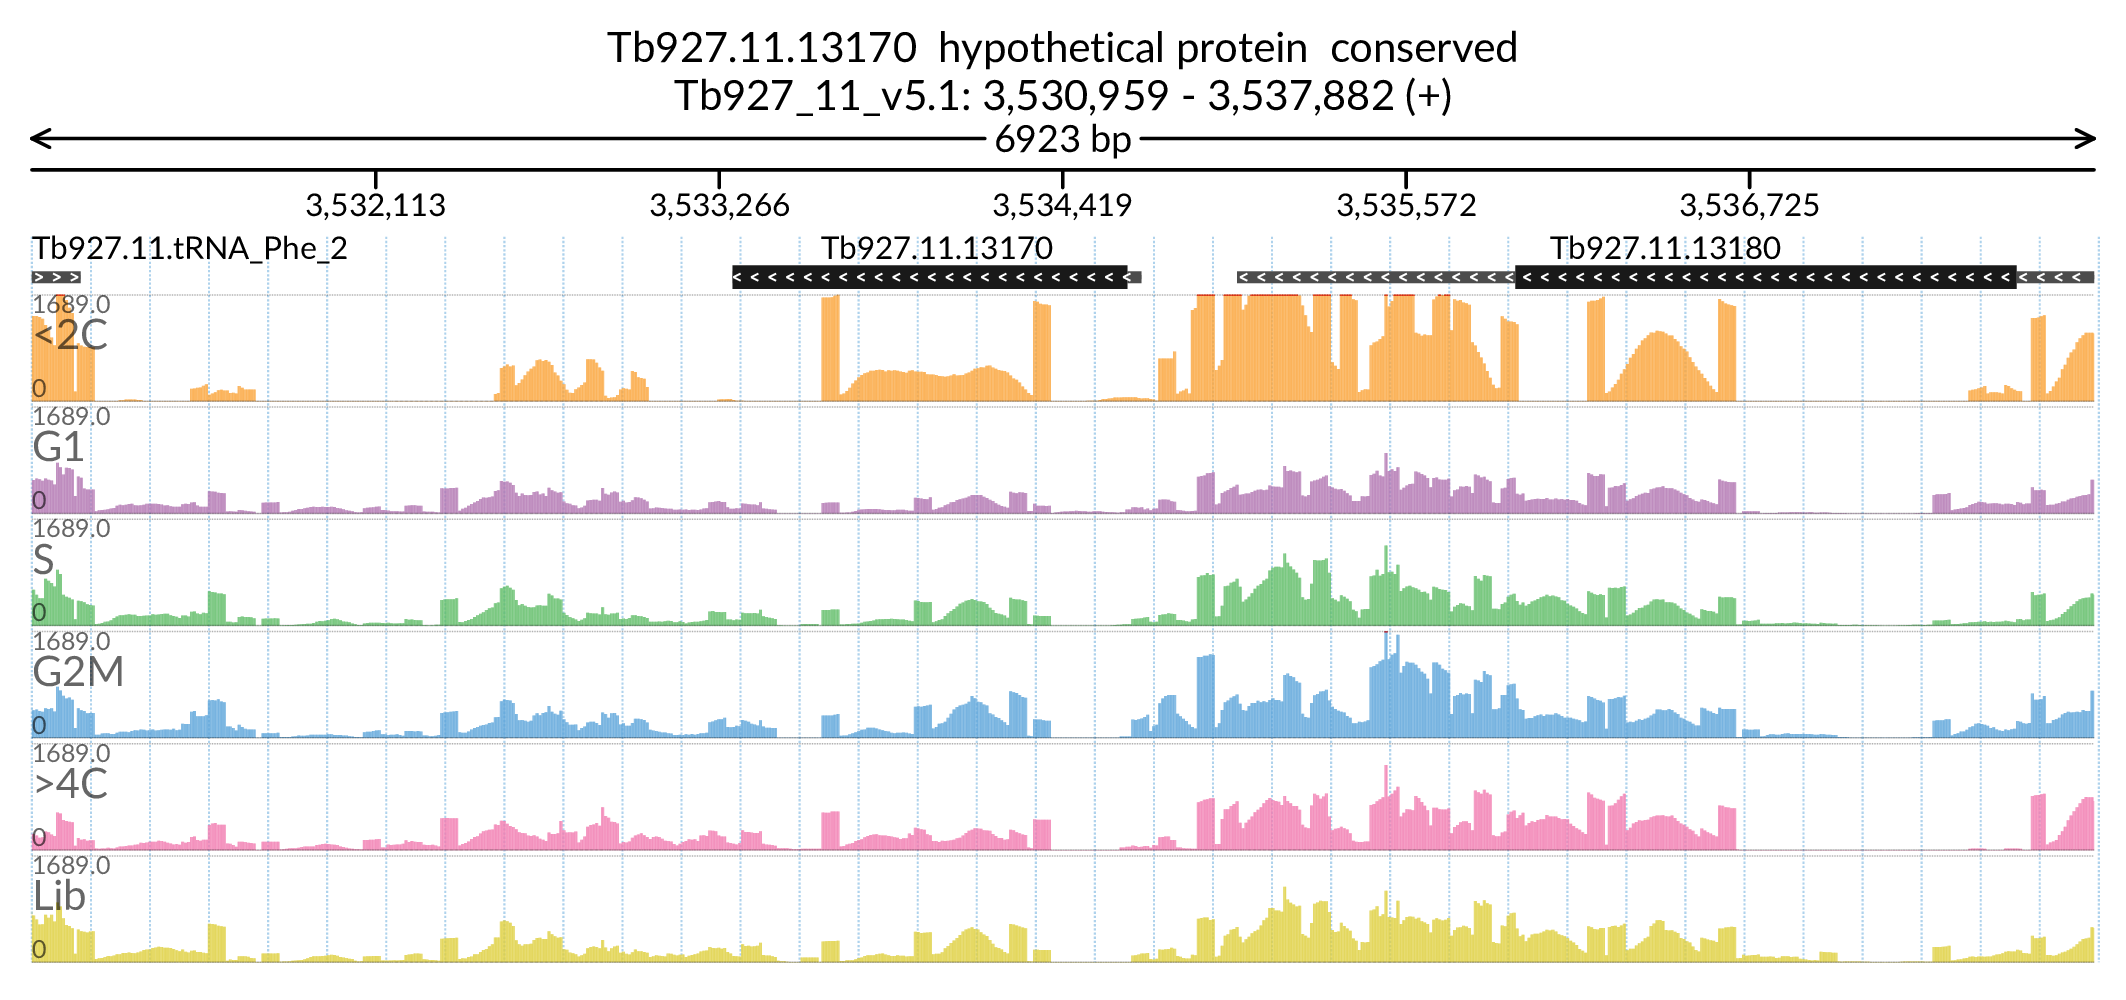 Tb927.11.13170 hypothetical protein conserved
Tb927_11_v5.1: 3,530,959 - 3,537,882 (+)
6923 bp
3,532,113 3,533,266 3,534,419 3,535,572 3,536,725
Tb927.11.tRNA_Phe_2 Tb927.11.13170 Tb927.11.13180
1689.0
<2C
0
1689.0
G1
0
1689.0
S
0
1689.0
G2M
0
1689.0
>4C
0
1689.0
Lib
0